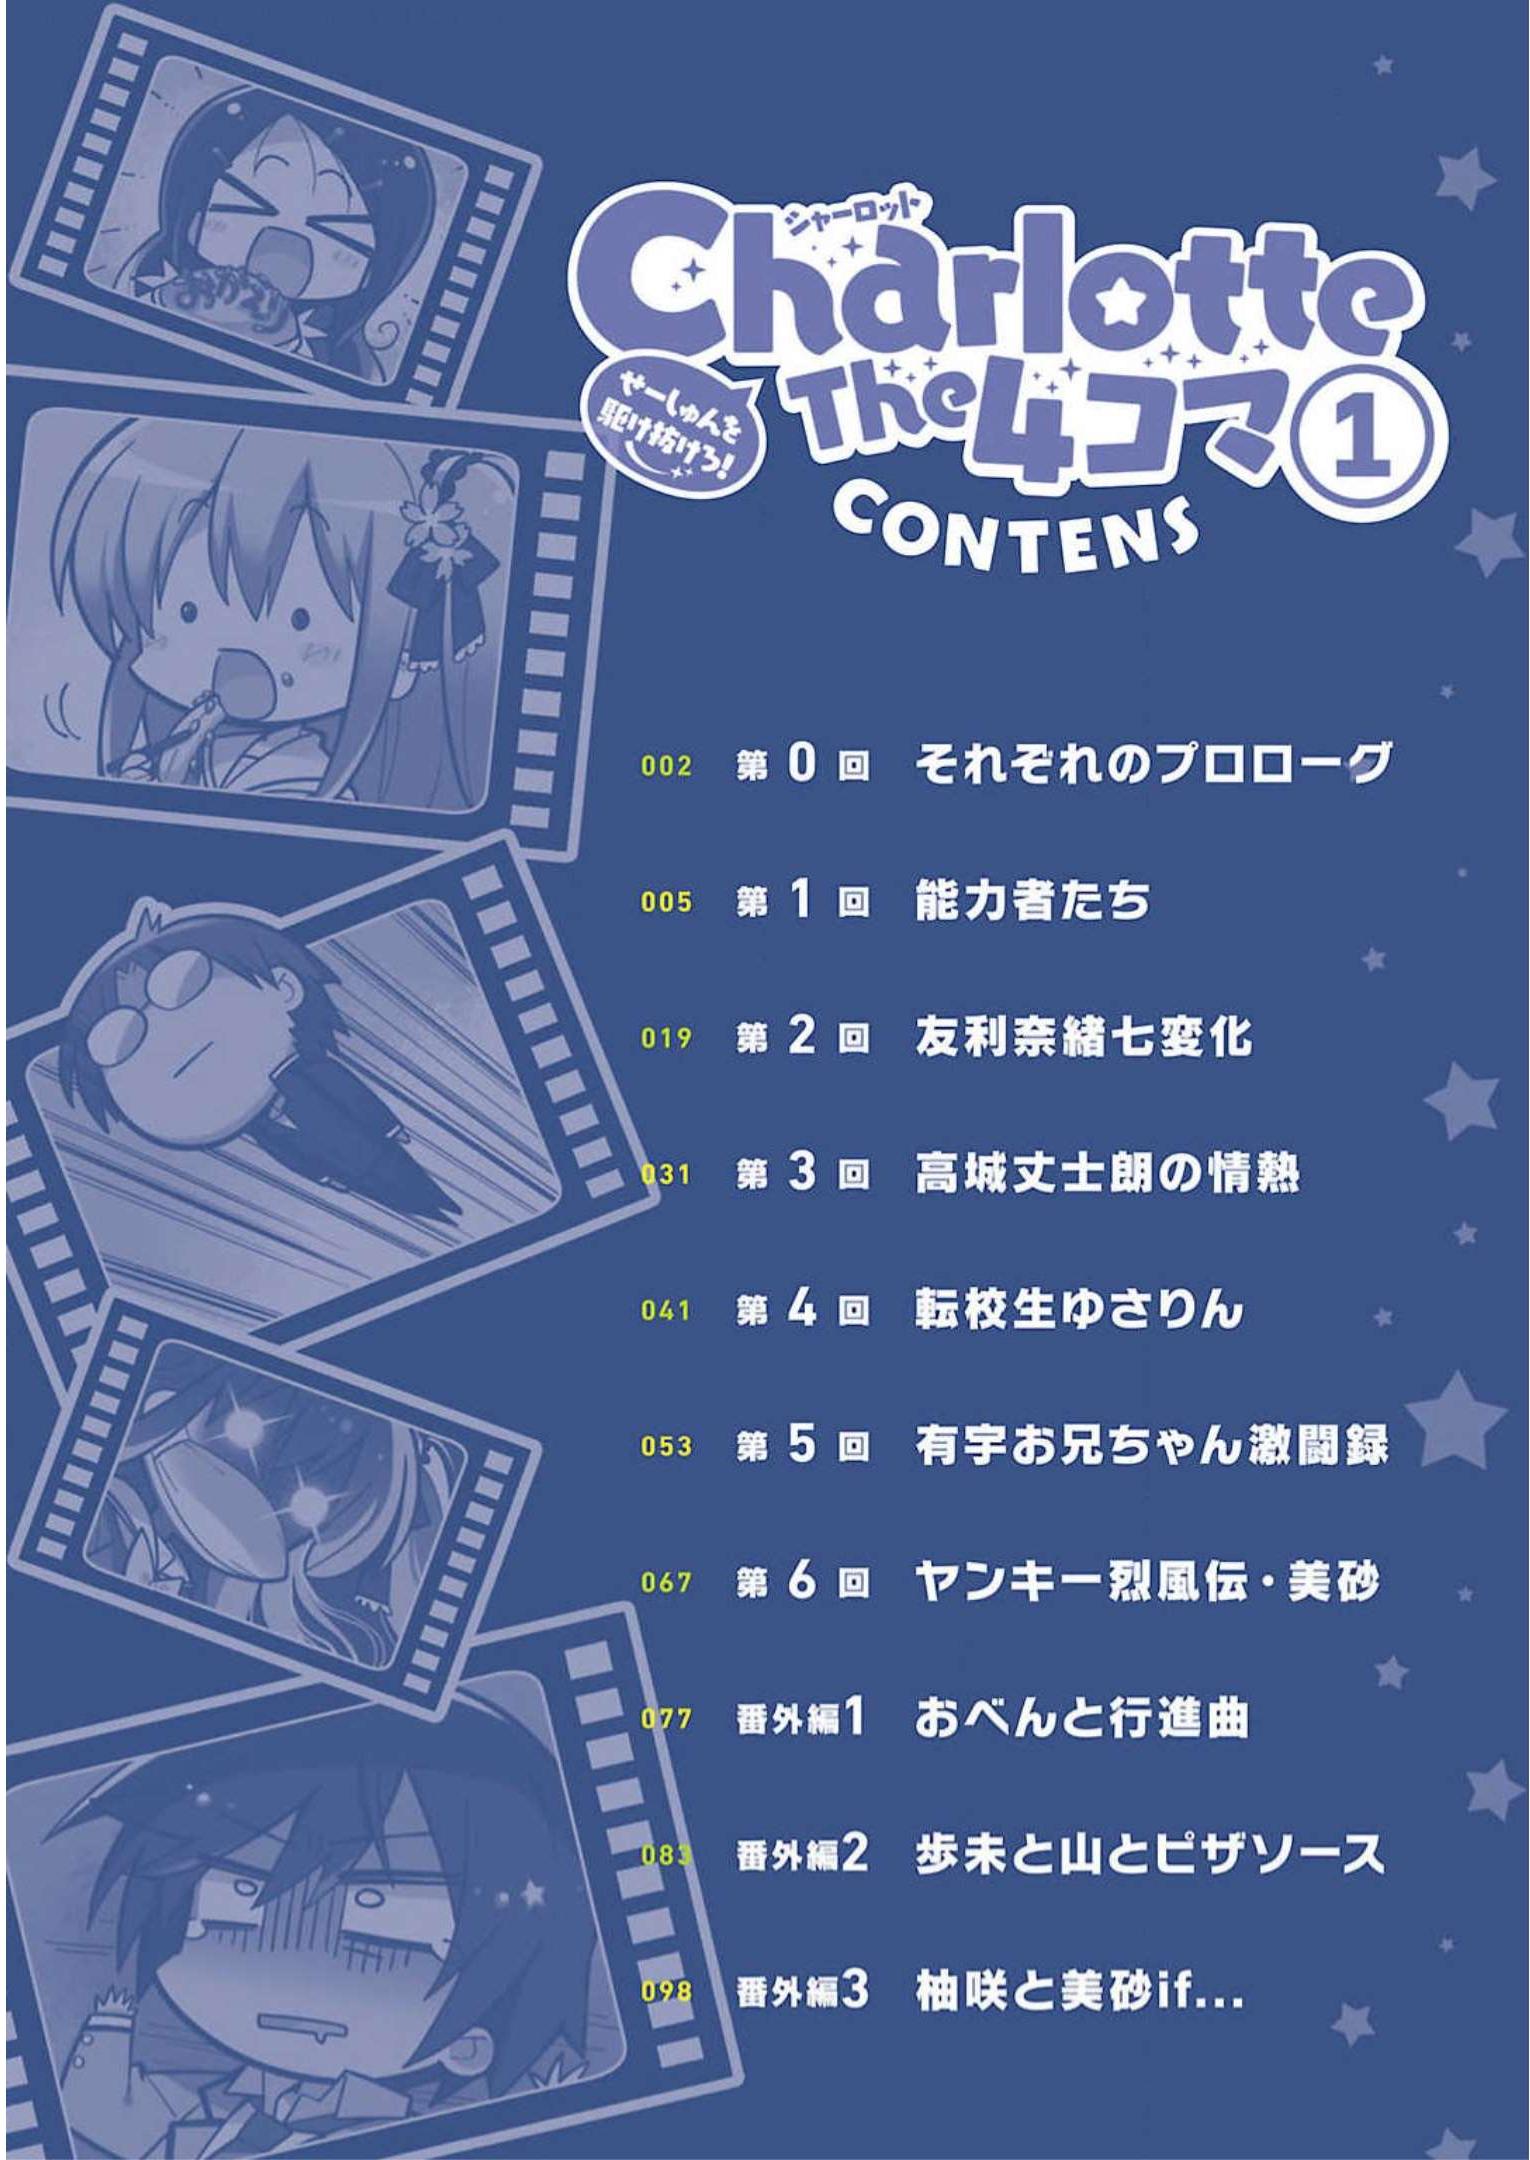 シャーロット
Charlotte
The4コマ
1
せーしゅんを
駆け抜けろ!
CONTENS
おかえり
002 第0回 それぞれのプロローグ
005 第1回 能力者たち
019 第2回 友利奈緒七変化
031 第3回 高城丈士朗の情熱
041 第4回 転校生ゆさりん
053 第5回 有宇お兄ちゃん激闘録
067 第6回 ヤンキー烈風伝・美砂
077 番外編1 おべんと行進曲
083 番外編2 歩未と山とピザソース
098 番外編3 柚咲と美砂if...